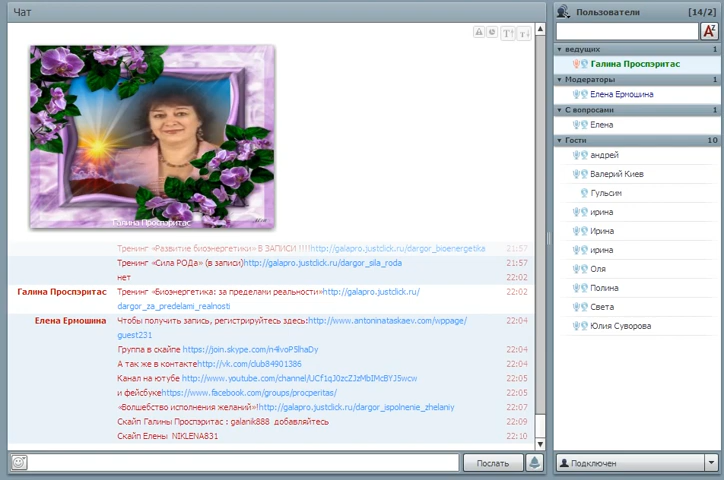 Чат
Галина Проспэритас
Тренинг «Развитие биоэнергетики» В ЗАПИСИ !!!!http://galapro.justclick.ru/dargor_bioenergetika 21:57
Тренинг «Сила РОДа» (в записи)http://galapro.justclick.ru/dargor_sila_roda 21:57
нет 22:02
Галина Проспэритас Тренинг «Биоэнергетика: за пределами реальности»http://galapro.justclick.ru/ 22:02
dargor_za_predelami_realnosti
Елена Ермошина Чтобы получить запись, регистрируйтесь здесь:http://www.antoninataskaev.com/wppage/ 22:04
guest231
Группа в скайпе https://join.skype.com/n4lvoPSlhaDy 22:04
А так же в контактеhttp://vk.com/club84901386 22:04
Канал на ютубе http://www.youtube.com/channel/UCf1qJ0zcZJzMbIMcBYJ5wcw 22:05
и фейсбукеhttps://www.facebook.com/groups/procperitas/ 22:05
«Волшебство исполнения желаний»!http://galapro.justclick.ru/dargor_ispolnenie_zhelaniy 22:07
Скайп Галины Проспэритас : galanik888 добавляйтесь 22:09
Скайп Елены NIKLENA831 22:10
Послать
Пользователи [14/2]
ведущих 1
Галина Проспэритас
Модераторы 1
Елена Ермошина
С вопросами 1
Елена
Гости 10
андрей
Валерий Киев
Гульсим
ирина
Ирина
ирина
Оля
Полина
Света
Юлия Суворова
Подключен